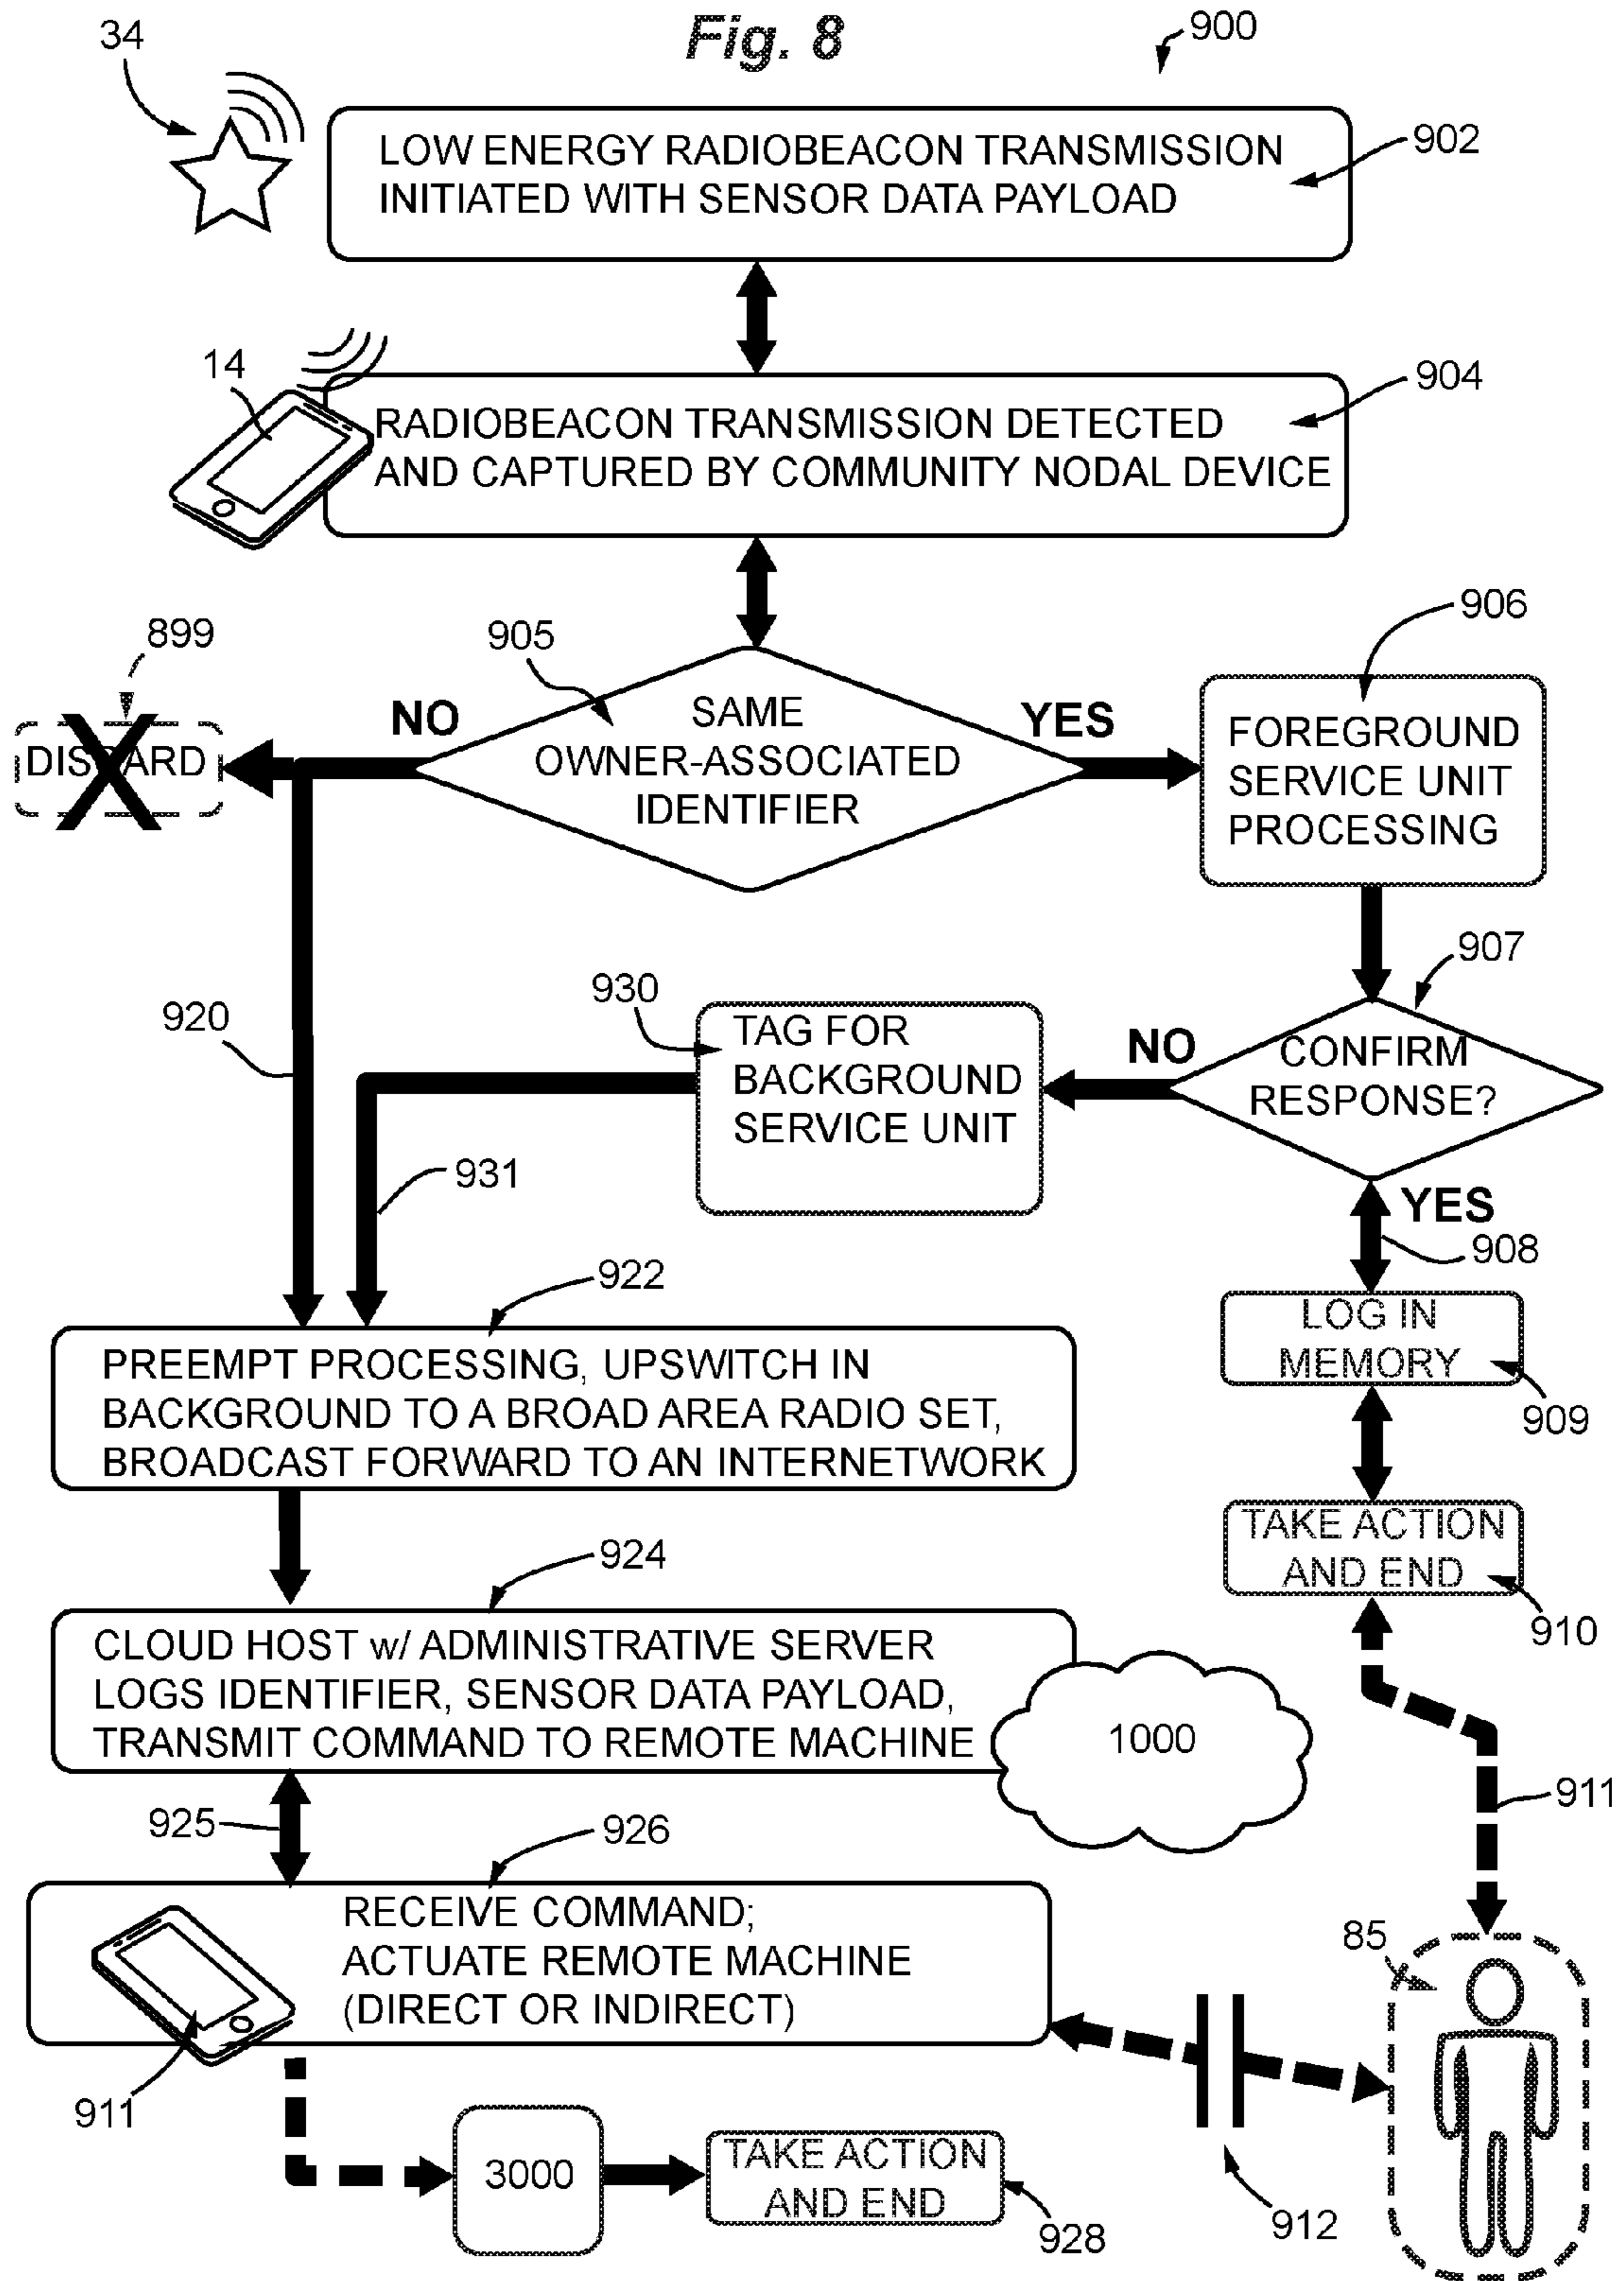 Fig. 8
900
34
LOW ENERGY RADIOBEACON TRANSMISSION
INITIATED WITH SENSOR DATA PAYLOAD
902
14
RADIOBEACON TRANSMISSION DETECTED
AND CAPTURED BY COMMUNITY NODAL DEVICE
904
899
DISCARD
NO
905
SAME
OWNER-ASSOCIATED
IDENTIFIER
YES
906
FOREGROUND
SERVICE UNIT
PROCESSING
907
CONFIRM
RESPONSE?
NO
930
TAG FOR
BACKGROUND
SERVICE UNIT
920
931
YES
908
LOG IN
MEMORY
909
TAKE ACTION
AND END
910
922
PREEMPT PROCESSING, UPSWITCH IN
BACKGROUND TO A BROAD AREA RADIO SET,
BROADCAST FORWARD TO AN INTERNETWORK
924
CLOUD HOST w/ ADMINISTRATIVE SERVER
LOGS IDENTIFIER, SENSOR DATA PAYLOAD,
TRANSMIT COMMAND TO REMOTE MACHINE
1000
911
925
926
RECEIVE COMMAND;
ACTUATE REMOTE MACHINE
(DIRECT OR INDIRECT)
85
911
3000
TAKE ACTION
AND END
928
912